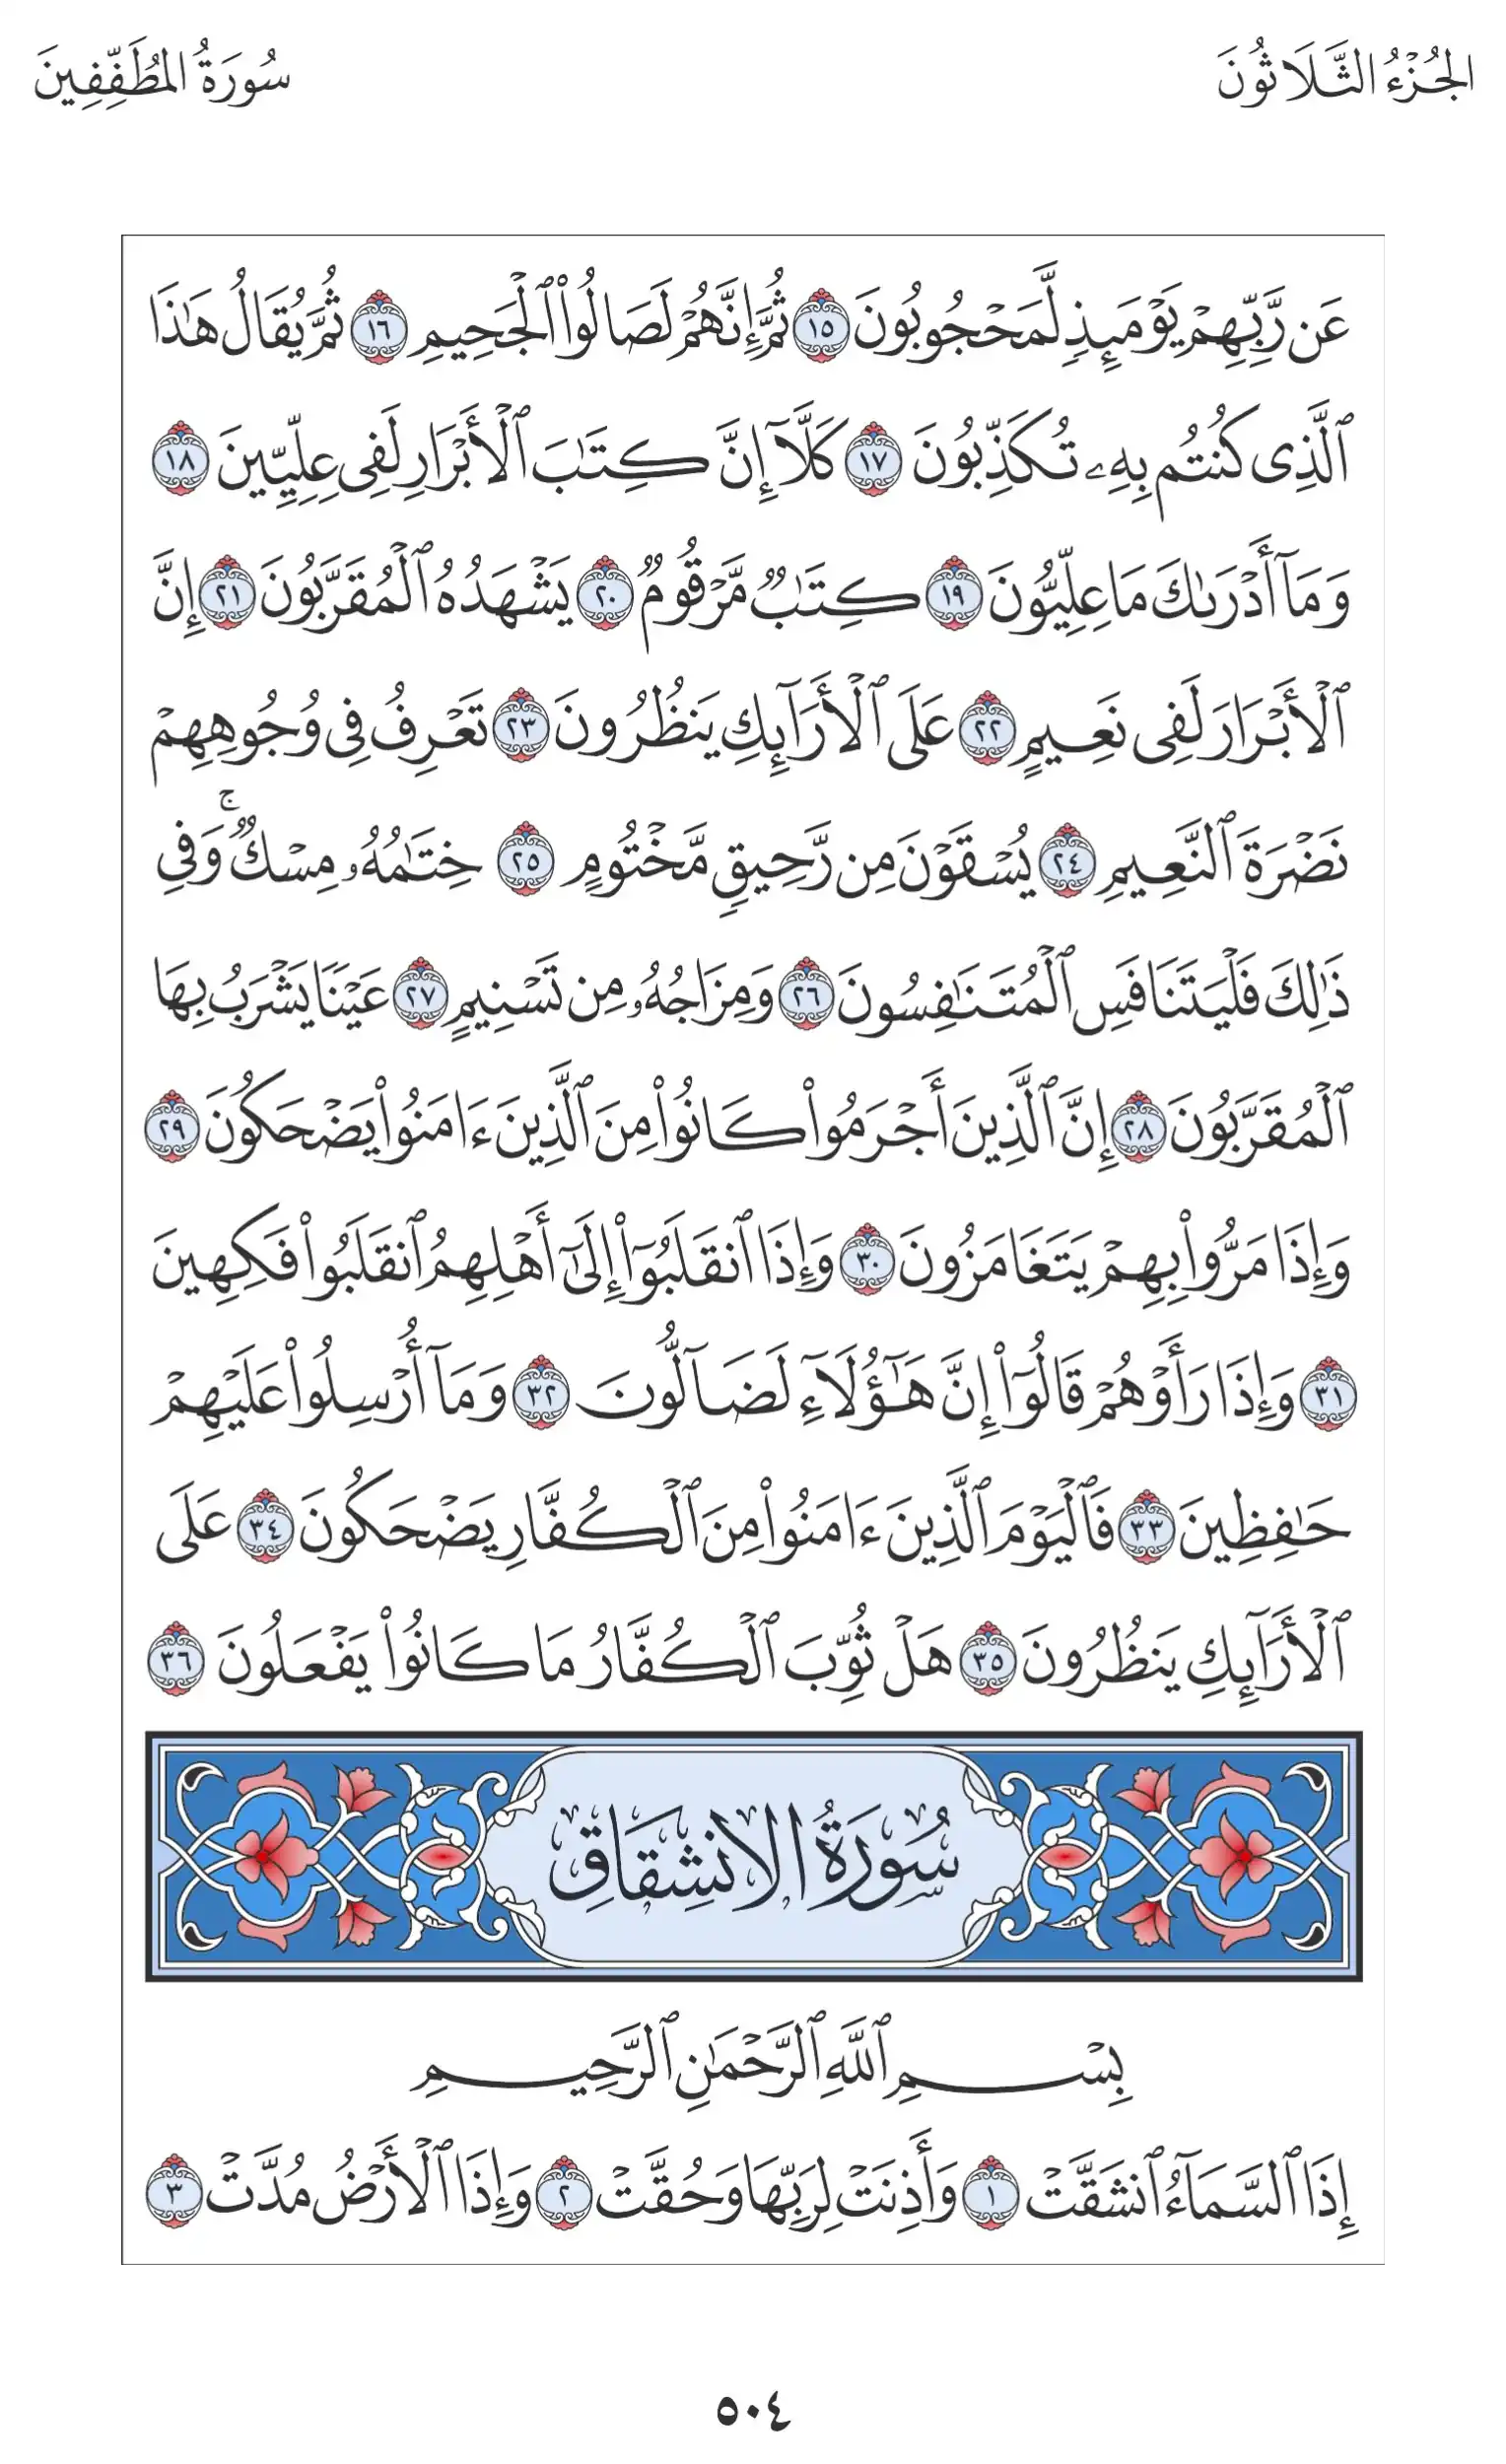 الجُزْءُ الثَّلَاثُونَ
سُورَةُ المُطَفِّفِينَ
عَن رَّبِّهِمْ يَوْمَئِذٍ لَّمَحْجُوبُونَ ١٥ ثُمَّ إِنَّهُمْ لَصَالُوا۟ ٱلْجَحِيمِ ١٦ ثُمَّ يُقَالُ هَٰذَا
ٱلَّذِى كُنتُم بِهِۦ تُكَذِّبُونَ ١٧ كَلَّآ إِنَّ كِتَٰبَ ٱلْأَبْرَارِ لَفِى عِلِّيِّينَ ١٨
وَمَآ أَدْرَىٰكَ مَا عِلِّيُّونَ ١٩ كِتَٰبٌ مَّرْقُومٌ ٢٠ يَشْهَدُهُ ٱلْمُقَرَّبُونَ ٢١ إِنَّ
ٱلْأَبْرَارَ لَفِى نَعِيمٍ ٢٢ عَلَى ٱلْأَرَآئِكِ يَنظُرُونَ ٢٣ تَعْرِفُ فِى وُجُوهِهِمْ
نَضْرَةَ ٱلنَّعِيمِ ٢٤ يُسْقَوْنَ مِن رَّحِيقٍ مَّخْتُومٍ ٢٥ خِتَٰمُهُۥ مِسْكٌ ۚ وَفِى
ذَٰلِكَ فَلْيَتَنَافَسِ ٱلْمُتَنَٰفِسُونَ ٢٦ وَمِزَاجُهُۥ مِن تَسْنِيمٍ ٢٧ عَيْنًا يَشْرَبُ بِهَا
ٱلْمُقَرَّبُونَ ٢٨ إِنَّ ٱلَّذِينَ أَجْرَمُوا۟ كَانُوا۟ مِنَ ٱلَّذِينَ ءَامَنُوا۟ يَضْحَكُونَ ٢٩
وَإِذَا مَرُّوا۟ بِهِمْ يَتَغَامَزُونَ ٣٠ وَإِذَا ٱنقَلَبُوٓا۟ إِلَىٰٓ أَهْلِهِمُ ٱنقَلَبُوا۟ فَكِهِينَ
٣١ وَإِذَا رَأَوْهُمْ قَالُوٓا۟ إِنَّ هَٰٓؤُلَآءِ لَضَآلُّونَ ٣٢ وَمَآ أُرْسِلُوا۟ عَلَيْهِمْ
حَٰفِظِينَ ٣٣ فَٱلْيَوْمَ ٱلَّذِينَ ءَامَنُوا۟ مِنَ ٱلْكُفَّارِ يَضْحَكُونَ ٣٤ عَلَى
ٱلْأَرَآئِكِ يَنظُرُونَ ٣٥ هَلْ ثُوِّبَ ٱلْكُفَّارُ مَا كَانُوا۟ يَفْعَلُونَ ٣٦
سُورَةُ الانشِقَاقِ
بِسْمِ ٱللَّهِ ٱلرَّحْمَٰنِ ٱلرَّحِيمِ
إِذَا ٱلسَّمَآءُ ٱنشَقَّتْ ١ وَأَذِنَتْ لِرَبِّهَا وَحُقَّتْ ٢ وَإِذَا ٱلْأَرْضُ مُدَّتْ ٣
٥٠٤